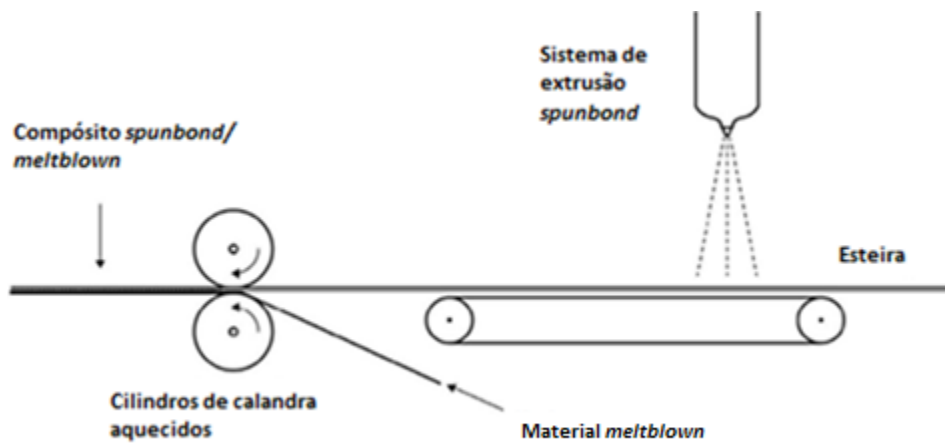 Sistema de
extrusão
spunbond
Compósito spunbond/
meltblown
Esteira
Cilindros de calandra
aquecidos
Material meltblown